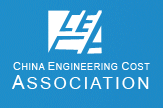 CHINA ENGINEERING COST
ASSOCIATION